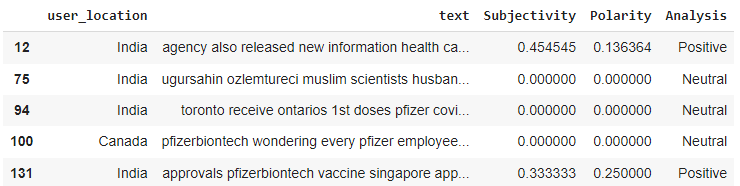 user_location text Subjectivity Polarity Analysis
12 India agency also released new information health ca... 0.454545 0.136364 Positive
75 India ugursahin ozlemtureci muslim scientists husban... 0.000000 0.000000 Neutral
94 India toronto receive ontarios 1st doses pfizer covi... 0.000000 0.000000 Neutral
100 Canada pfizerbiontech wondering every pfizer employee... 0.000000 0.000000 Neutral
131 India approvals pfizerbiontech vaccine singapore app... 0.333333 0.250000 Positive